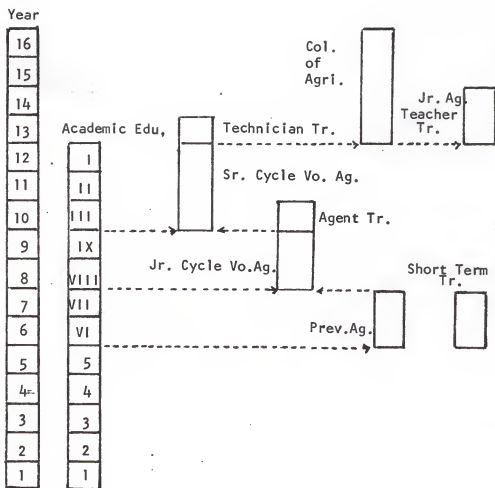 Year
16
15
14
13
12
11
10
9
8
7
6
5
4
3
2
1
Academic Edu,
I
II
III
IX
VIII
VII
VI
5
4
3
2
1
Technician Tr.
Sr. Cycle Vo. Ag.
Col.
of
Agri.
Jr. Ag.
Teacher
Tr.
Agent Tr.
Jr. Cycle Vo.Ag.
Prev.Ag.
Short Term
Tr.